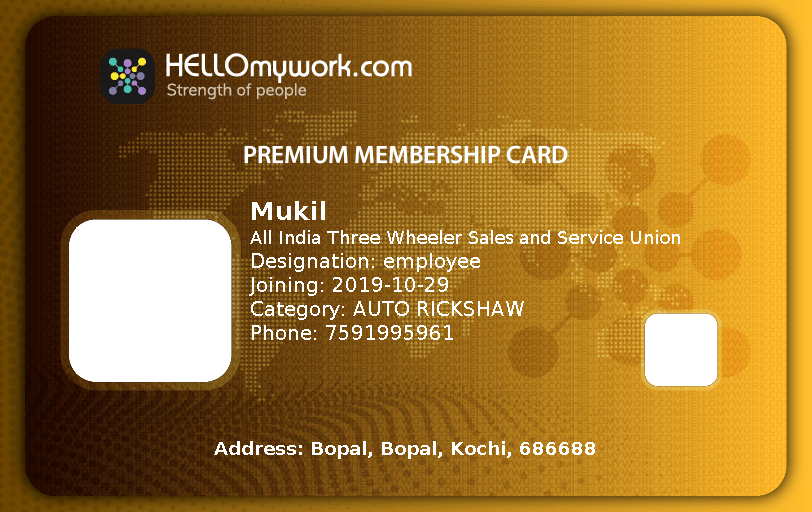 HELLOmywork.com
Strength of people
PREMIUM MEMBERSHIP CARD
Mukil
All India Three Wheeler Sales and Service Union
Designation: employee
Joining: 2019-10-29
Category: AUTO RICKSHAW
Phone: 7591995961
Address: Bopal, Bopal, Kochi, 686688